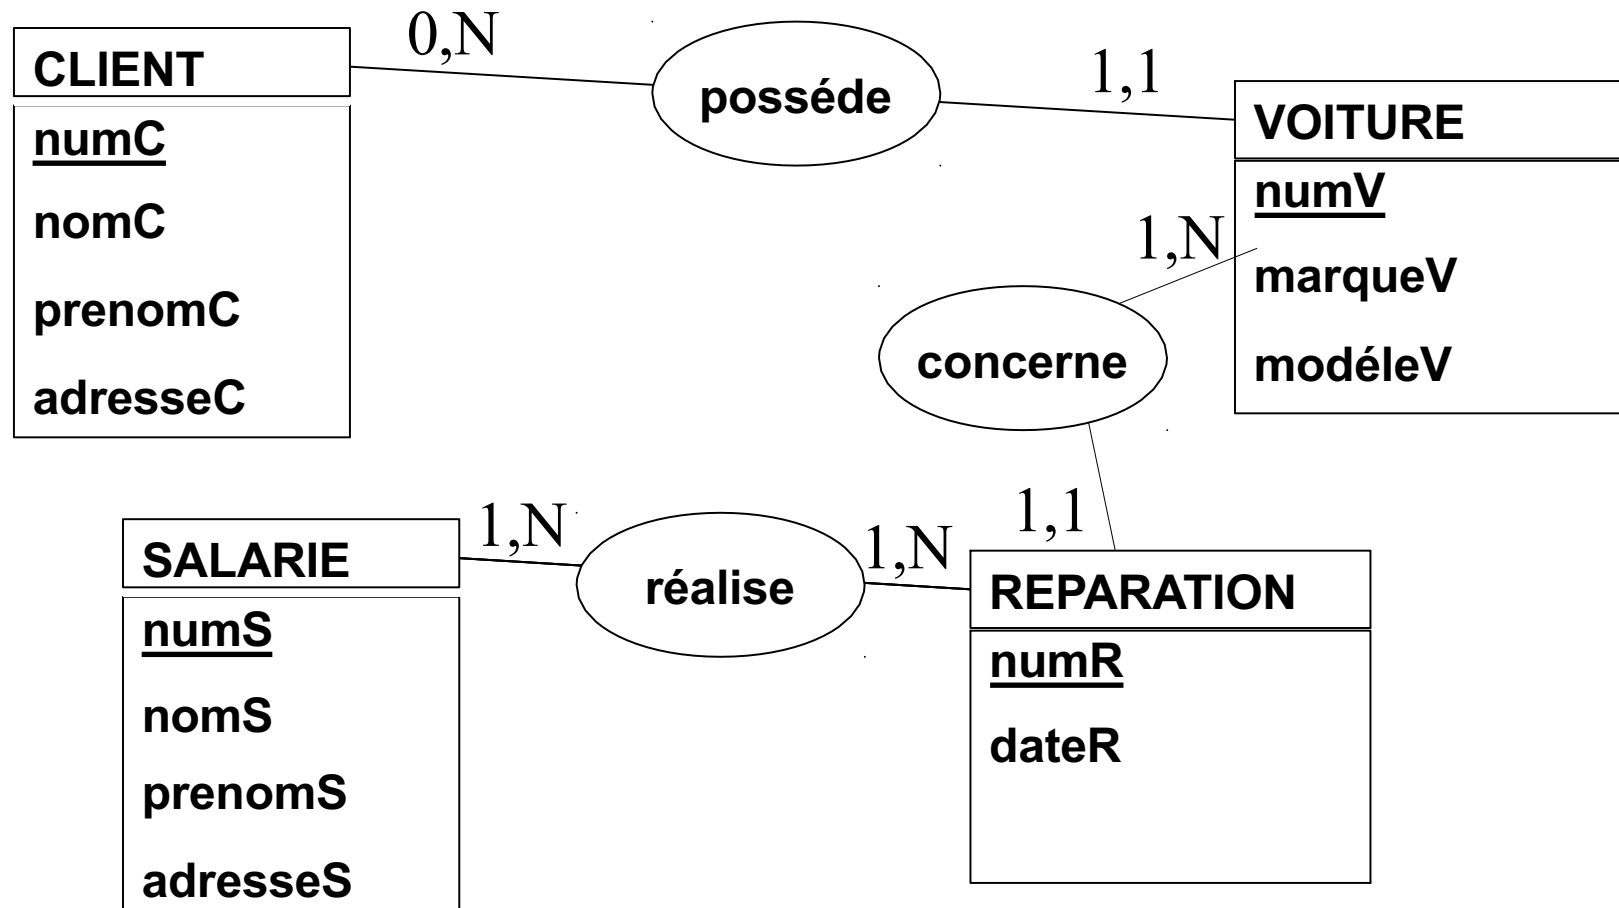 CLIENT
numC
nomC
prenomC
adresseC
0,N
posséde
1,1
VOITURE
numV
marqueV
modéleV
1,N
concerne
1,1
SALARIE
numS
nomS
prenomS
adresseS
1,N
réalise
1,N
REPARATION
numR
dateR